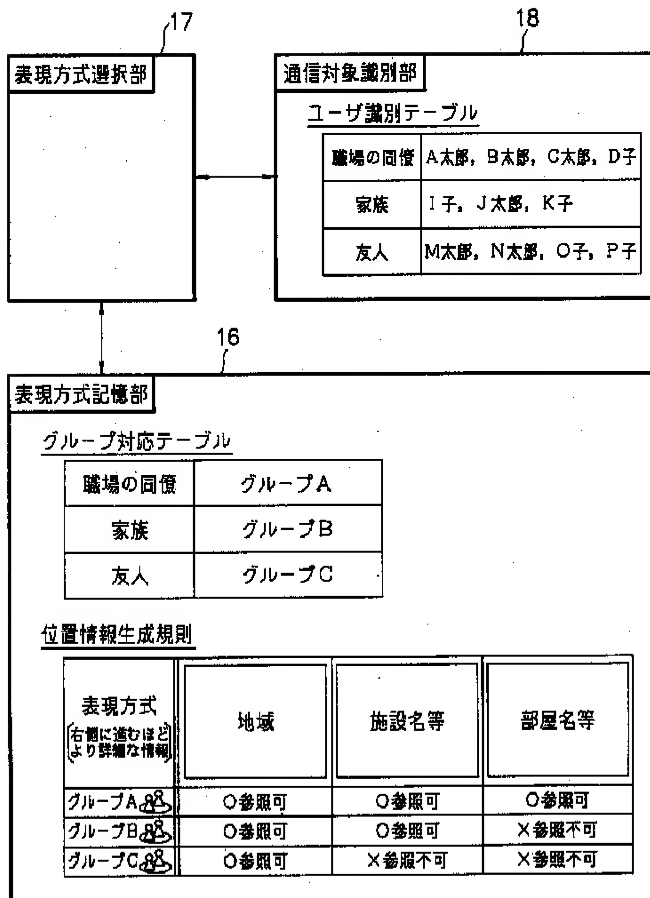 17
表現方式選択部
18
通信対象識別部
ユーザ識別テーブル
職場の同僚 A太郎，B太郎，C太郎，D子
家族 I子，J太郎，K子
友人 M太郎，N太郎，O子，P子
16
表現方式記憶部
グループ対応テーブル
職場の同僚 グループA
家族 グループB
友人 グループC
位置情報生成規則
表現方式 地域 施設名等 部屋名等
[右側に進むほど
より詳細な情報]
グループA ○参照可 ○参照可 ○参照可
グループB ○参照可 ○参照可 ×参照不可
グループC ○参照可 ×参照不可 ×参照不可